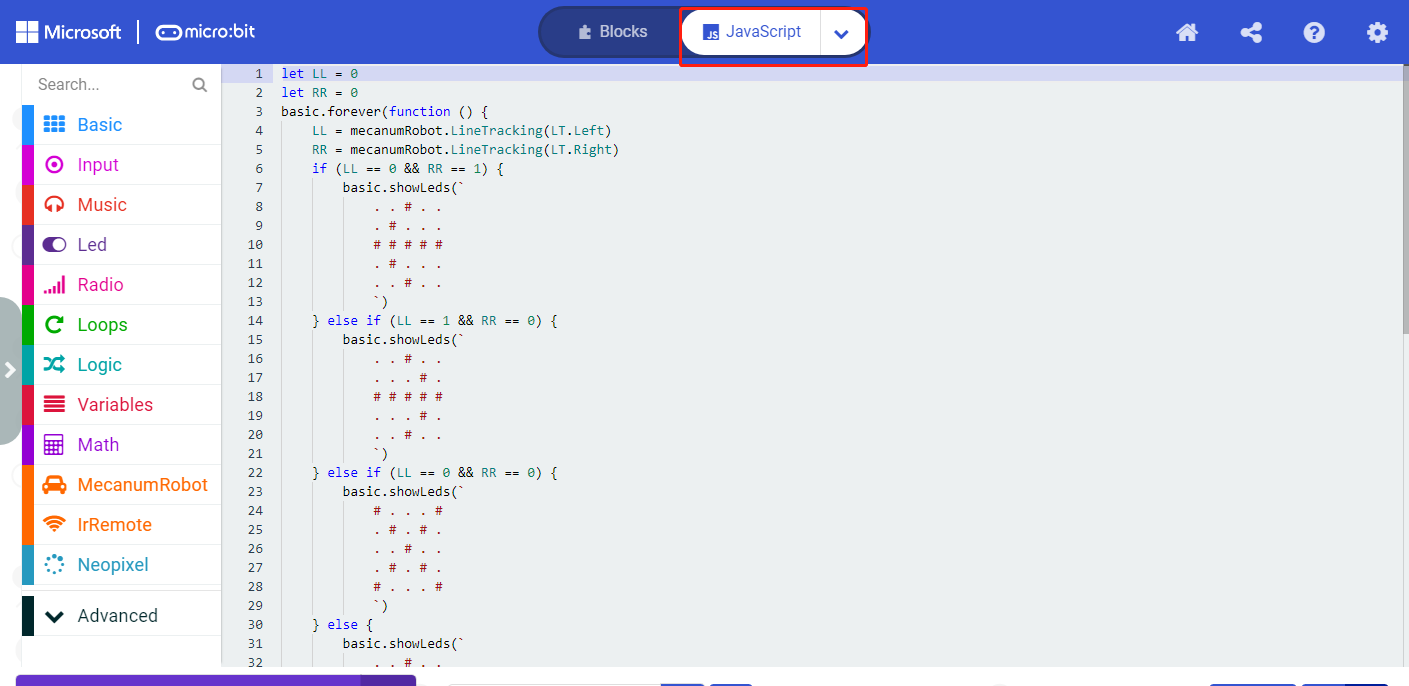 Microsoft | micro:bit
Blocks
JavaScript
Search...
Basic
Input
Music
Led
Radio
Loops
Logic
Variables
Math
MecanumRobot
IrRemote
Neopixel
Advanced
1 let LL = 0
2 let RR = 0
3 basic.forever(function () {
4     LL = mecanumRobot.LineTracking(LT.Left)
5     RR = mecanumRobot.LineTracking(LT.Right)
6     if (LL == 0 && RR == 1) {
7         basic.showLeds(`
8             . . # . .
9             . # . . .
10             # # # # #
11             . # . . .
12             . . # . .
13             `)
14     } else if (LL == 1 && RR == 0) {
15         basic.showLeds(`
16             . . # . .
17             . . . # .
18             # # # # #
19             . . . # .
20             . . # . .
21             `)
22     } else if (LL == 0 && RR == 0) {
23         basic.showLeds(`
24             # . . . #
25             . # . # .
26             . . # . .
27             . # . # .
28             # . . . #
29             `)
30     } else {
31         basic.showLeds(`
32             . . # . .